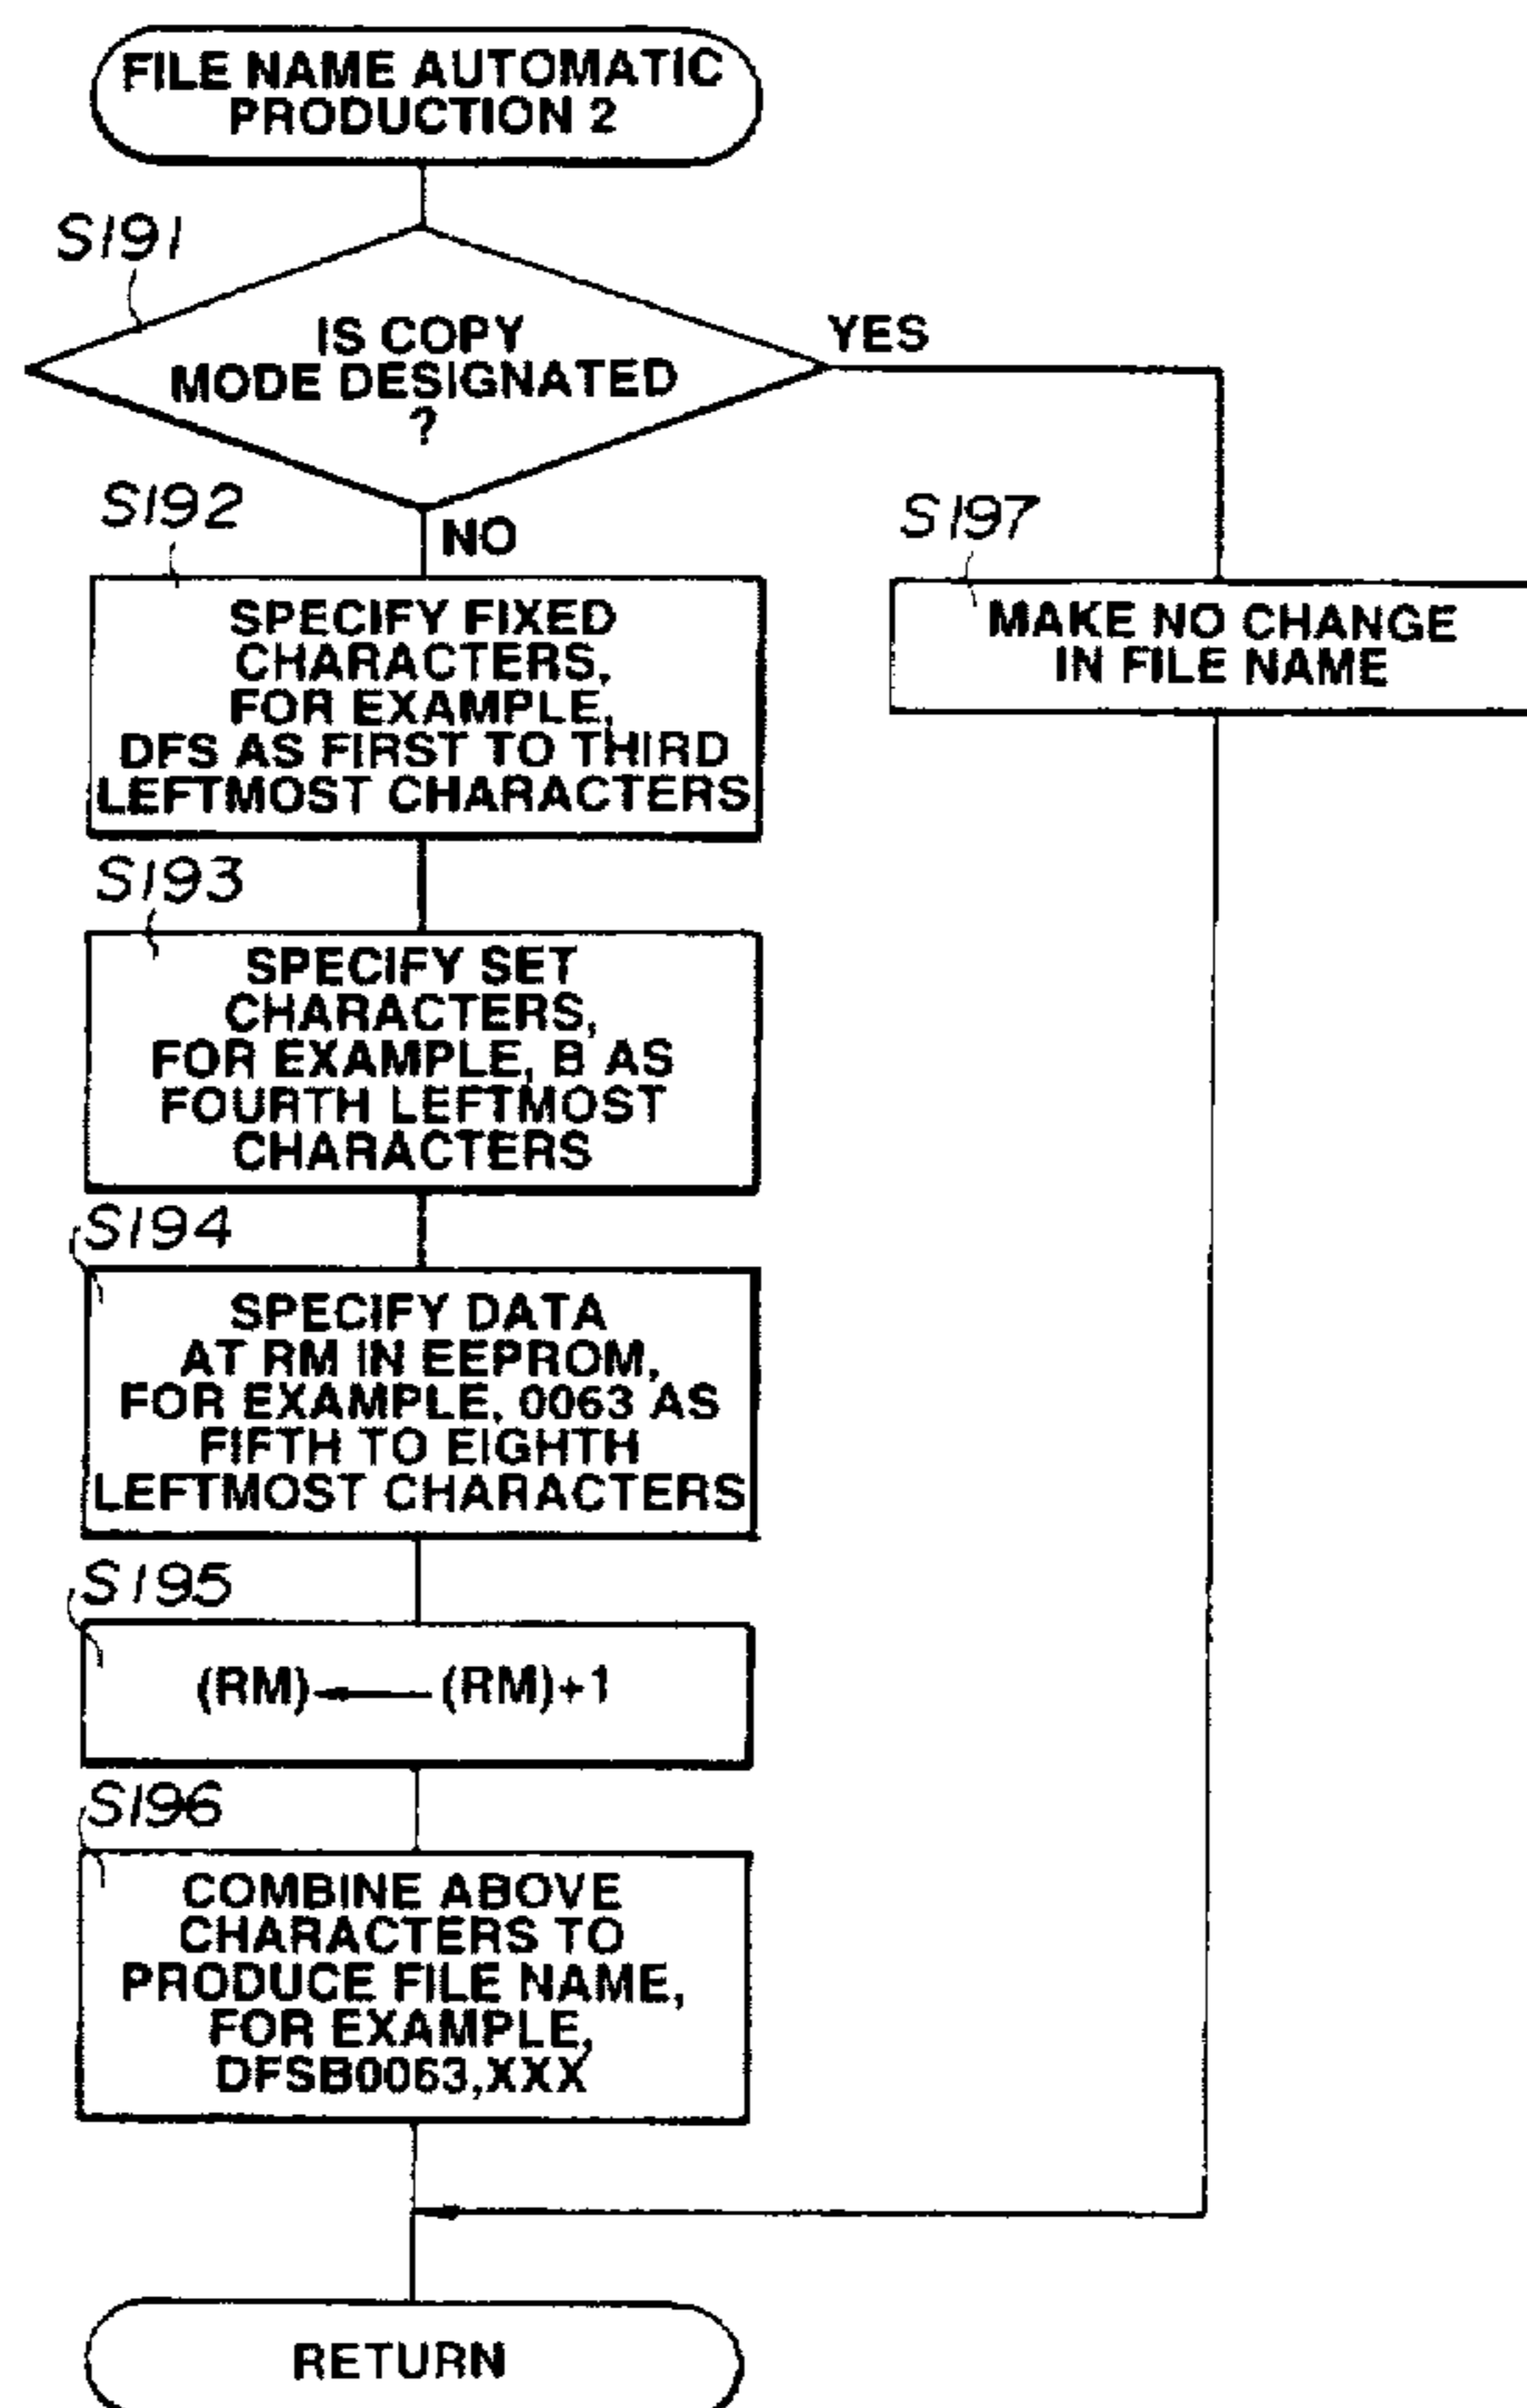 FILE NAME AUTOMATIC
PRODUCTION 2
S191
IS COPY
MODE DESIGNATED
?
YES
NO
S192
SPECIFY FIXED
CHARACTERS,
FOR EXAMPLE,
DFS AS FIRST TO THIRD
LEFTMOST CHARACTERS
S197
MAKE NO CHANGE
IN FILE NAME
S193
SPECIFY SET
CHARACTERS,
FOR EXAMPLE, B AS
FOURTH LEFTMOST
CHARACTERS
S194
SPECIFY DATA
AT RM IN EEPROM,
FOR EXAMPLE, 0063 AS
FIFTH TO EIGHTH
LEFTMOST CHARACTERS
S195
(RM) ← (RM)+1
S196
COMBINE ABOVE
CHARACTERS TO
PRODUCE FILE NAME,
FOR EXAMPLE,
DFSB0063,XXX
RETURN